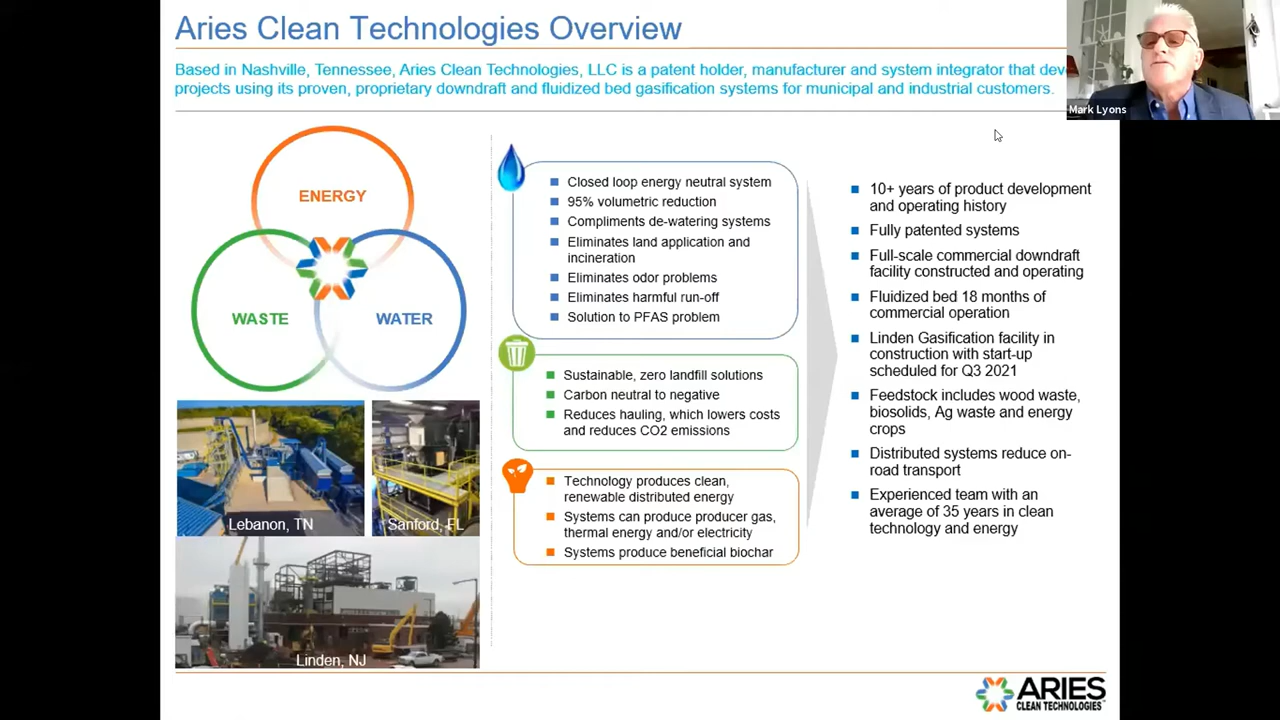 Aries Clean Technologies Overview
Based in Nashville, Tennessee, Aries Clean Technologies, LLC is a patent holder, manufacturer and system integrator that
projects using its proven, proprietary downdraft and fluidized bed gasification systems for municipal and industrial customers.
Mark Lyons
ENERGY
WASTE
WATER
Lebanon, TN
Sanford, FL
Linden, NJ
Closed loop energy neutral system
95% volumetric reduction
Compliments de-watering systems
Eliminates land application and
incineration
Eliminates odor problems
Eliminates harmful run-off
Solution to PFAS problem
Sustainable, zero landfill solutions
Carbon neutral to negative
Reduces hauling, which lowers costs
and reduces CO2 emissions
Technology produces clean,
renewable distributed energy
Systems can produce producer gas,
thermal energy and/or electricity
Systems produce beneficial biochar
10+ years of product development
and operating history
Fully patented systems
Full-scale commercial downdraft
facility constructed and operating
Fluidized bed 18 months of
commercial operation
Linden Gasification facility in
construction with start-up
scheduled for Q3 2021
Feedstock includes wood waste,
biosolids, Ag waste and energy
crops
Distributed systems reduce on-
road transport
Experienced team with an
average of 35 years in clean
technology and energy
ARIES
CLEAN TECHNOLOGIES